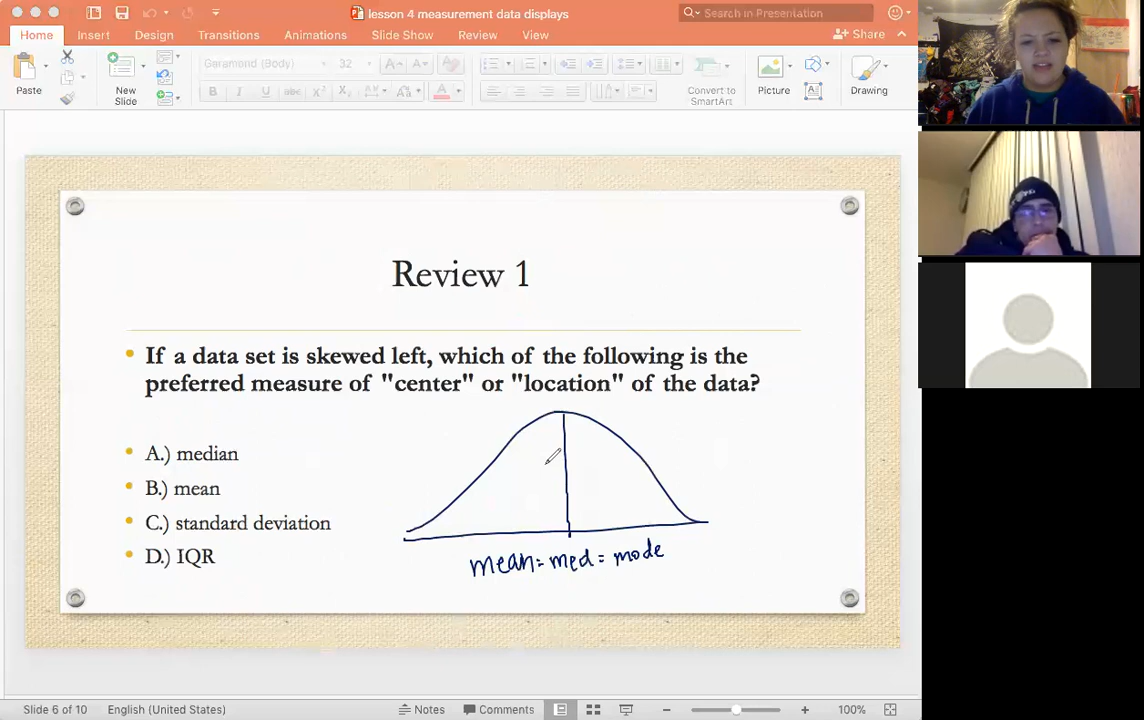 lesson 4 measurement data displays
Search in Presentation
Home Insert Design Transitions Animations Slide Show Review View Share
Garamond (Body) 32
Paste New Slide Convert to SmartArt Picture Drawing
Review 1
If a data set is skewed left, which of the following is the
preferred measure of "center" or "location" of the data?
A.) median
B.) mean
C.) standard deviation
D.) IQR
mean = med = mode
Slide 6 of 10 English (United States) Notes Comments 100%